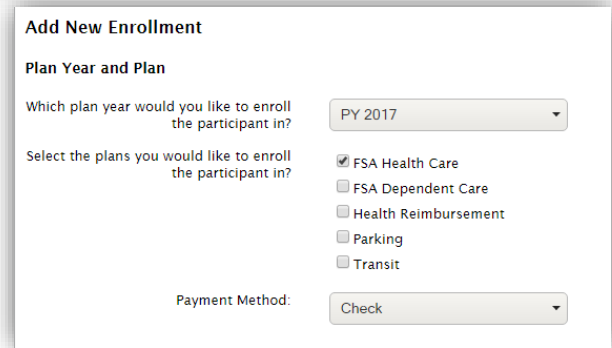 Add New Enrollment
Plan Year and Plan
Which plan year would you like to enroll
the participant in?
PY 2017
Select the plans you would like to enroll
the participant in?
FSA Health Care
FSA Dependent Care
Health Reimbursement
Parking
Transit
Payment Method:
Check